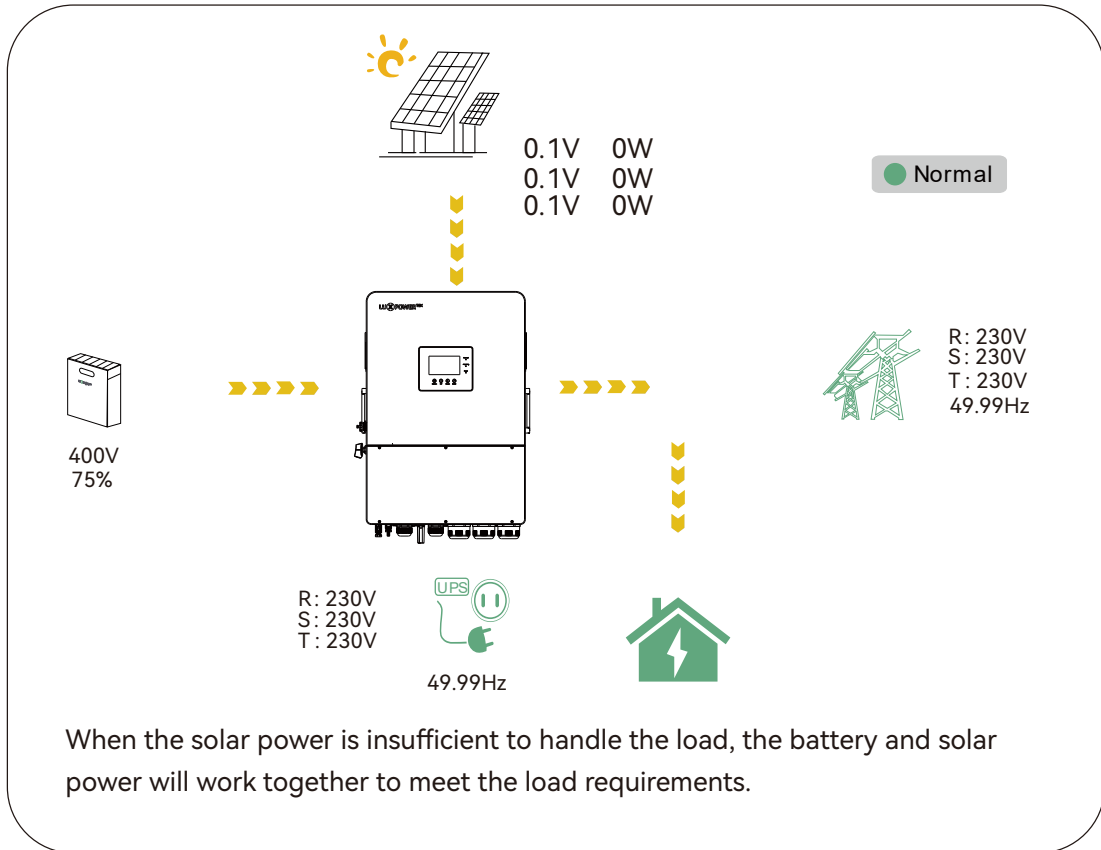 0.1V 0W
0.1V 0W
0.1V 0W
Normal
LUXPOWERTEK
R: 230V
S: 230V
T: 230V
49.99Hz
400V
75%
R: 230V
S: 230V
T: 230V
UPS
49.99Hz
When the solar power is insufficient to handle the load, the battery and solar
power will work together to meet the load requirements.